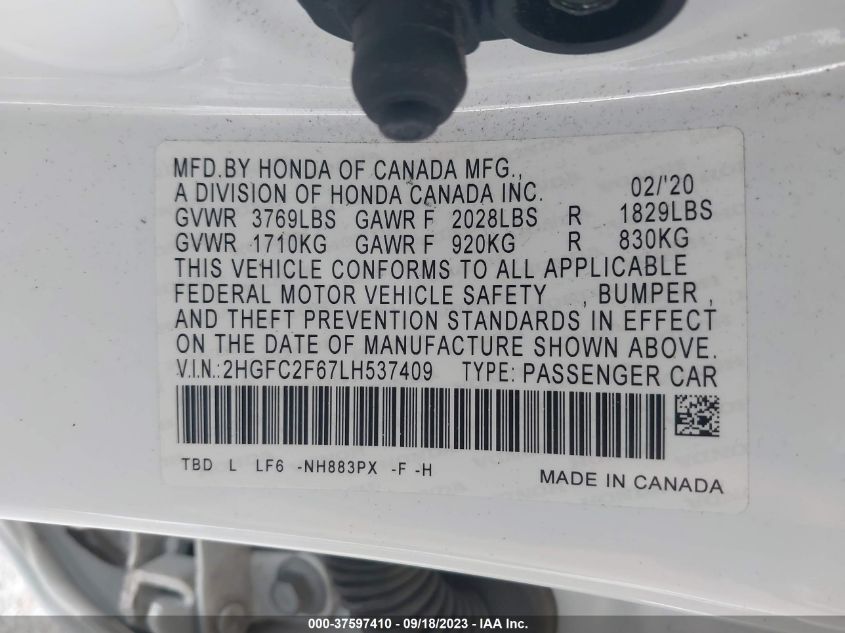 MFD.BY HONDA OF CANADA MFG.,
A DIVISION OF HONDA CANADA INC. 02/'20
GVWR 3769LBS GAWR F 2028LBS R 1829LBS
GVWR 1710KG GAWR F 920KG R 830KG
THIS VEHICLE CONFORMS TO ALL APPLICABLE
FEDERAL MOTOR VEHICLE SAFETY , BUMPER ,
AND THEFT PREVENTION STANDARDS IN EFFECT
ON THE DATE OF MANUFACTURE SHOWN ABOVE.
V.I.N.:2HGFC2F67LH537409 TYPE: PASSENGER CAR
TBD L LF6 -NH883PX -F -H
MADE IN CANADA
000-37597410 - 09/18/2023 - IAA Inc.